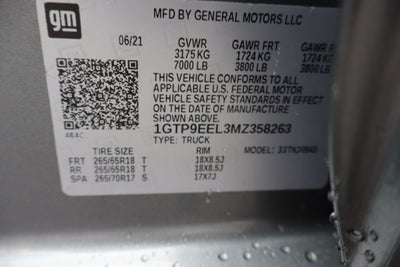 gm
MFD BY GENERAL MOTORS LLC
06/21 GVWR GAWR FRT GAWR RR
3175 KG 1724 KG 1724 KG
7000 LB 3800 LB 3800 LB
THIS VEHICLE CONFORMS TO ALL
APPLICABLE U.S. FEDERAL MOTOR
VEHICLE SAFETY AND
ON THE DATE OF MANUFACTURE
SHOWN ABOVE.
1GTP9EEL3MZ358263
464C
TYPE: TRUCK
TIRE SIZE RIM MODEL:
FRT 265/65R18 T 18X8.5J
RR 265/65R18 T 18X8.5J
SPA 265/70R17 S 17X7J